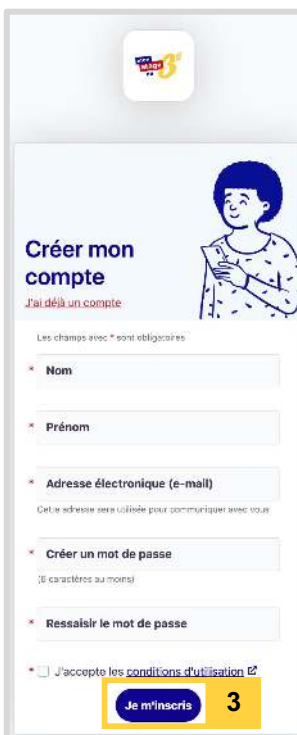 3e
Créer mon
compte
J'ai déjà un compte
Les champs avec * sont obligatoires
* Nom
* Prénom
* Adresse électronique (e-mail)
Cette adresse sera utilisée pour communiquer avec vous
* Créer un mot de passe
(8 caractères au moins)
* Ressaisir le mot de passe
* J'accepte les conditions d'utilisation
Je m'inscris 3